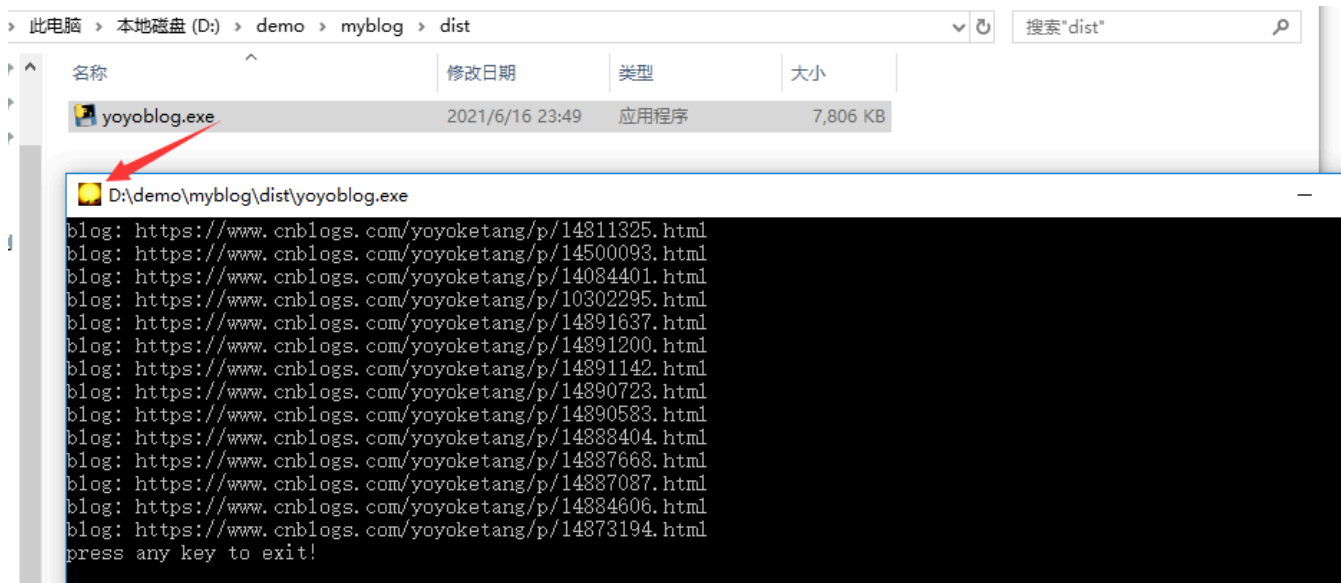 › 此电脑 › 本地磁盘 (D:) › demo › myblog › dist
搜索"dist"
名称 修改日期 类型 大小
yoyoblog.exe 2021/6/16 23:49 应用程序 7,806 KB
D:\demo\myblog\dist\yoyoblog.exe
blog: https://www.cnblogs.com/yoyoketang/p/14811325.html
blog: https://www.cnblogs.com/yoyoketang/p/14500093.html
blog: https://www.cnblogs.com/yoyoketang/p/14084401.html
blog: https://www.cnblogs.com/yoyoketang/p/10302295.html
blog: https://www.cnblogs.com/yoyoketang/p/14891637.html
blog: https://www.cnblogs.com/yoyoketang/p/14891200.html
blog: https://www.cnblogs.com/yoyoketang/p/14891142.html
blog: https://www.cnblogs.com/yoyoketang/p/14890723.html
blog: https://www.cnblogs.com/yoyoketang/p/14890583.html
blog: https://www.cnblogs.com/yoyoketang/p/14888404.html
blog: https://www.cnblogs.com/yoyoketang/p/14887668.html
blog: https://www.cnblogs.com/yoyoketang/p/14887087.html
blog: https://www.cnblogs.com/yoyoketang/p/14884606.html
blog: https://www.cnblogs.com/yoyoketang/p/14873194.html
press any key to exit!